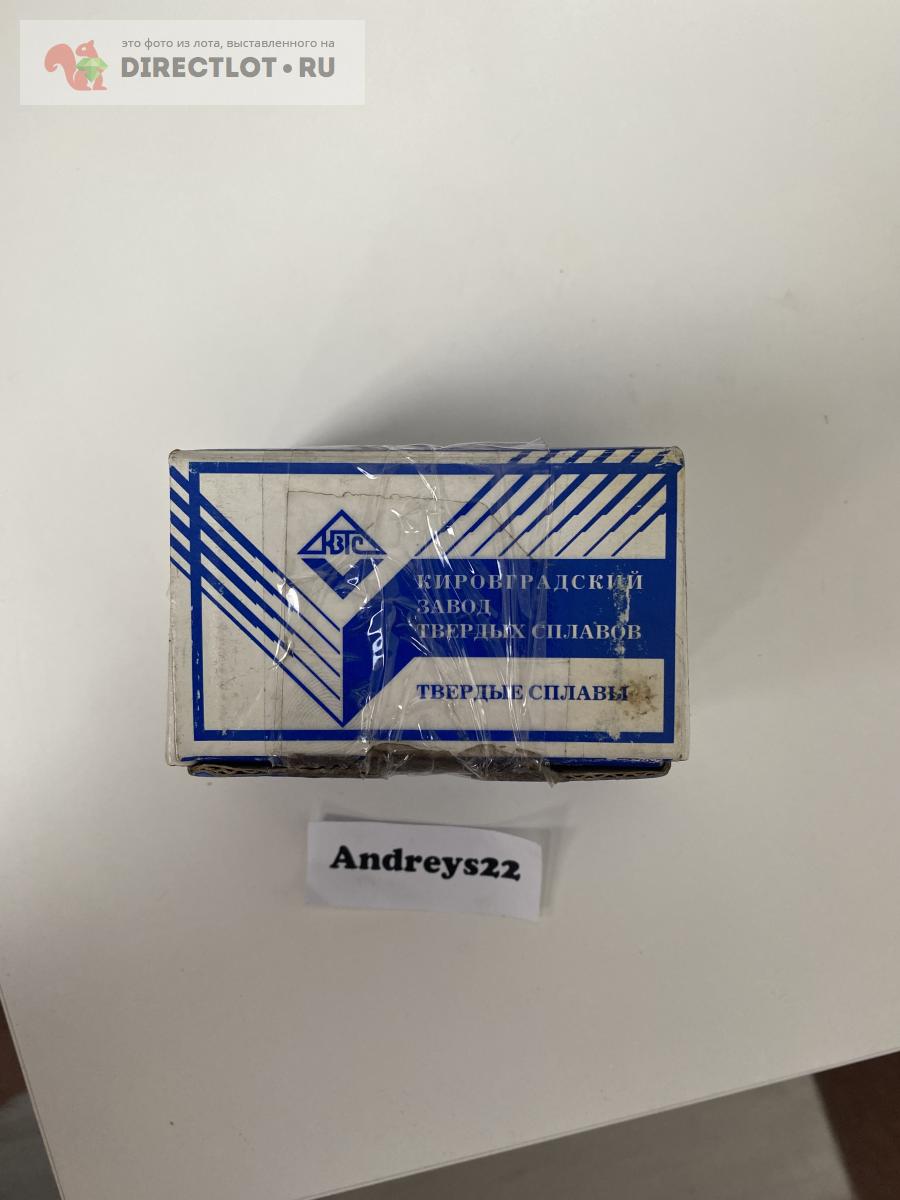 это фото из лота, выставленного на
DIRECTLOT•RU
КЗТС
КИРОВГРАДСКИЙ
ЗАВОД
ТВЕРДЫХ СПЛАВОВ
ТВЕРДЫЕ СПЛАВЫ
Andreys22